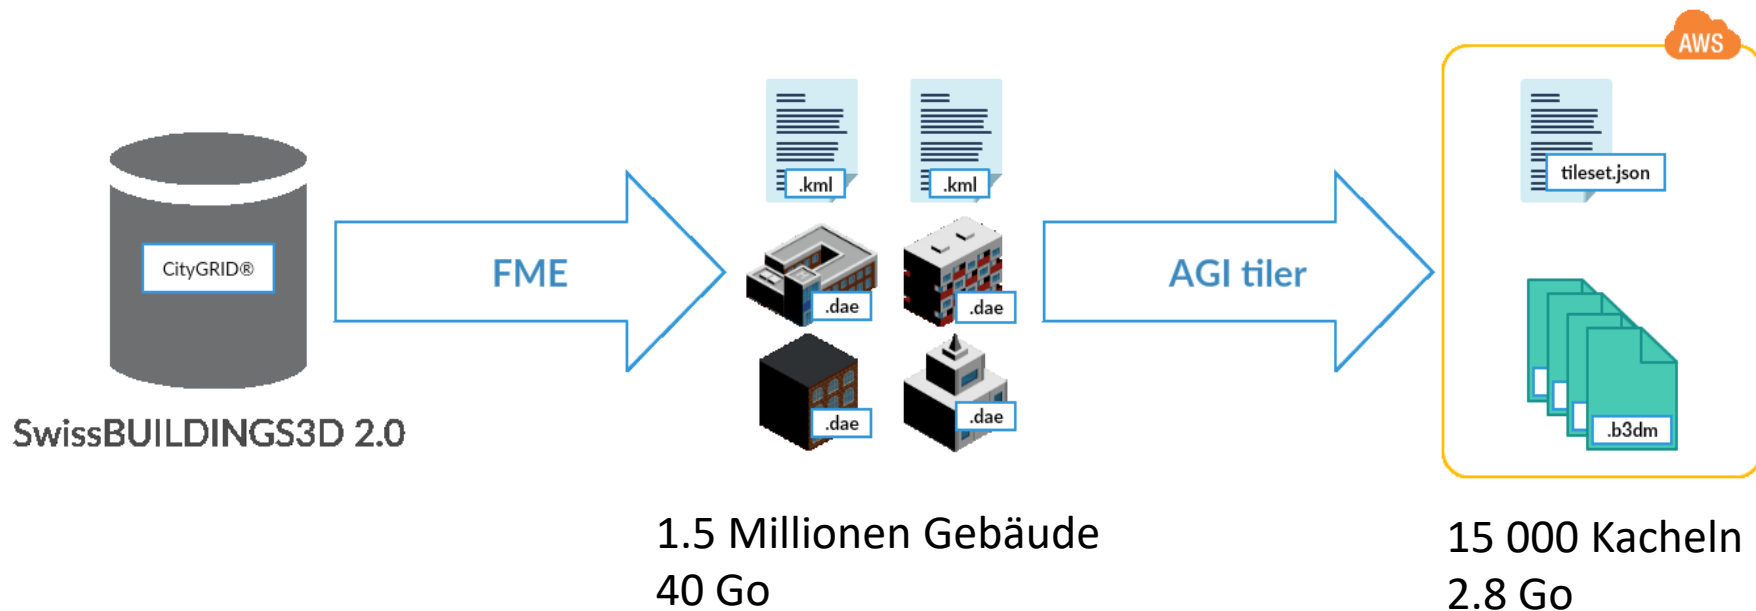 AWS
.kml
.kml
tileset.json
CityGRID®
FME
AGI tiler
.dae
.dae
.dae
.dae
.b3dm
SwissBUILDINGS3D 2.0
1.5 Millionen Gebäude
40 Go
15 000 Kacheln
2.8 Go